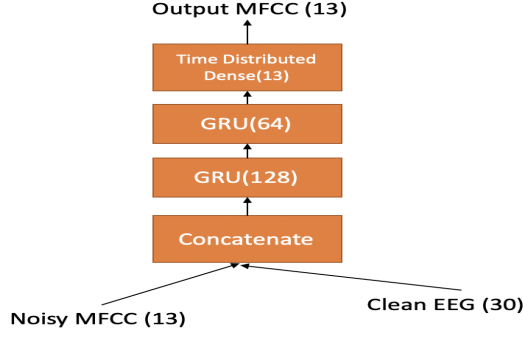 Output MFCC (13)
Time Distributed
Dense(13)
GRU(64)
GRU(128)
Concatenate
Noisy MFCC (13)
Clean EEG (30)